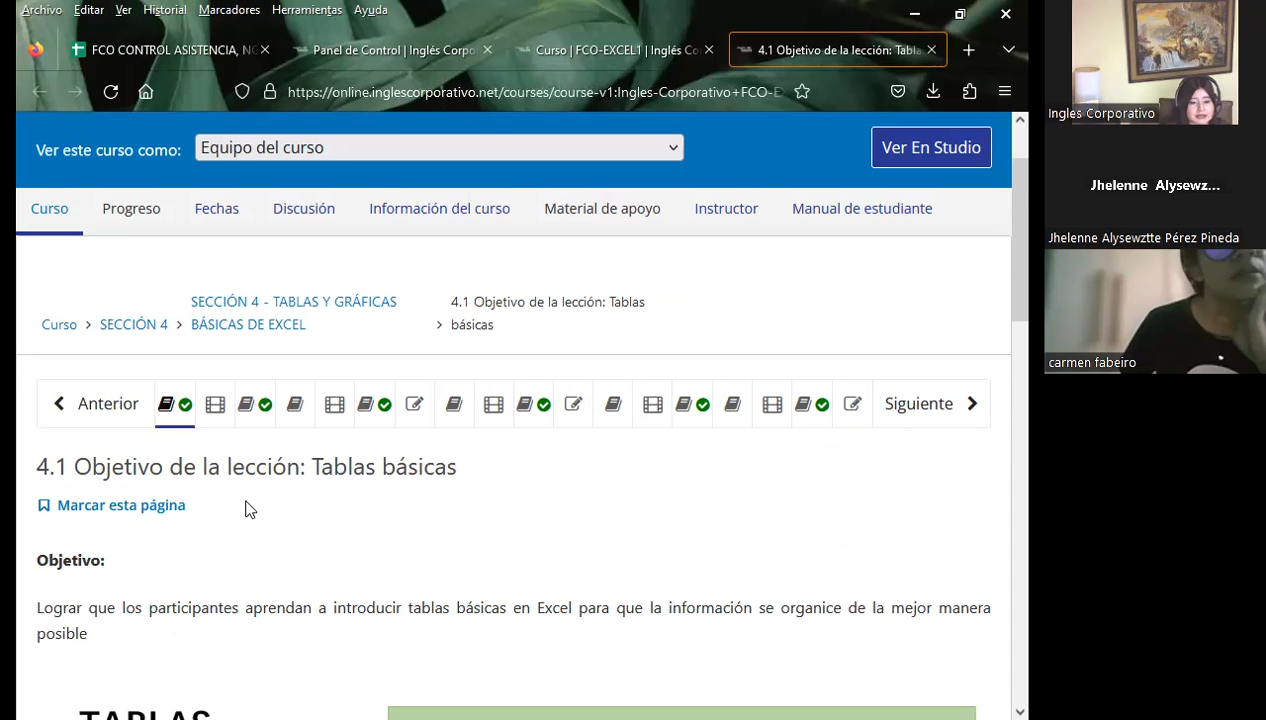 Archivo Editar Ver Historial Marcadores Herramientas Ayuda
FCO CONTROL ASISTENCIA, NO
Panel de Control | Inglés Corpo
Curso | FCO-EXCEL1 | Inglés Co
4.1 Objetivo de la lección: Tabla
https://online.inglescorporativo.net/courses/course-v1:Ingles-Corporativo+FCO-E
Ver este curso como: Equipo del curso Ver En Studio
Curso Progreso Fechas Discusión Información del curso Material de apoyo Instructor Manual de estudiante
Curso > SECCIÓN 4 > SECCIÓN 4 - TABLAS Y GRÁFICAS
BÁSICAS DE EXCEL > 4.1 Objetivo de la lección: Tablas
básicas
Anterior Siguiente
4.1 Objetivo de la lección: Tablas básicas
Marcar esta página
Objetivo:
Lograr que los participantes aprendan a introducir tablas básicas en Excel para que la información se organice de la mejor manera
posible
TABLAS
Ingles Corporativo
Jhelenne Alysewz...
Jhelenne Alysewztte Pérez Pineda
carmen fabeiro